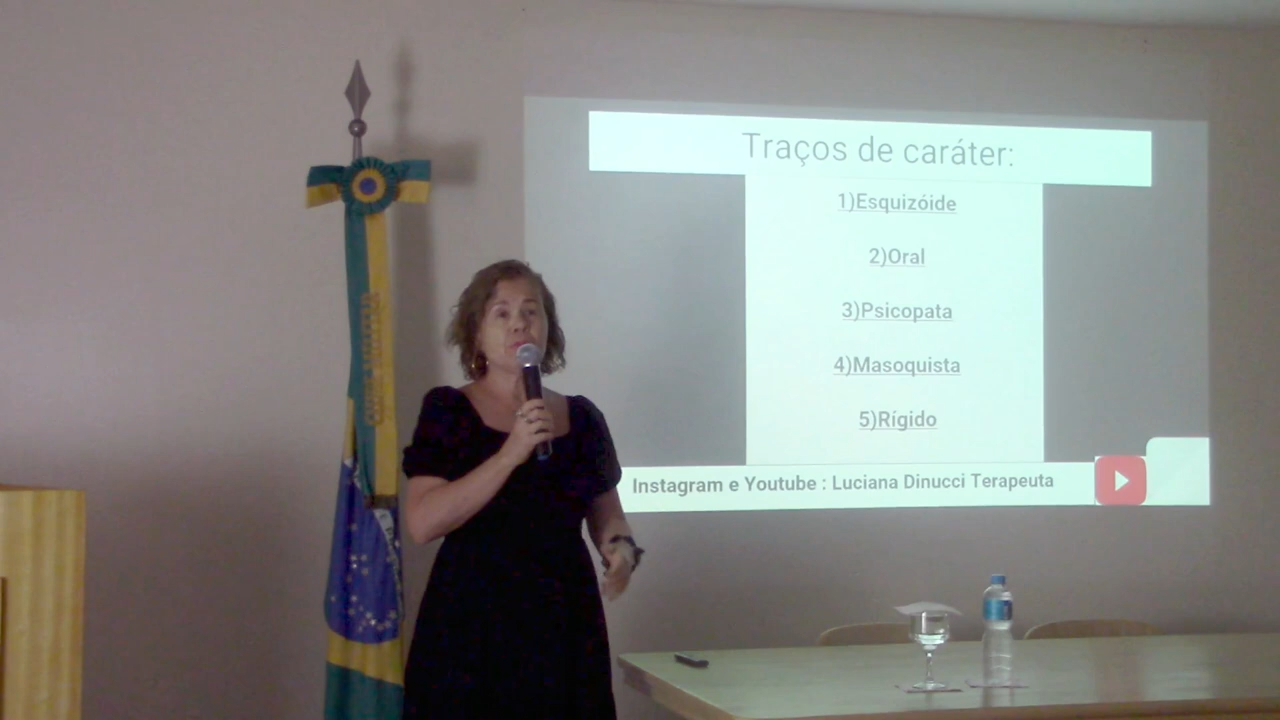 Traços de caráter:
1)Esquizóide
2)Oral
3)Psicopata
4)Masoquista
5)Rígido
Instagram e Youtube : Luciana Dinucci Terapeuta